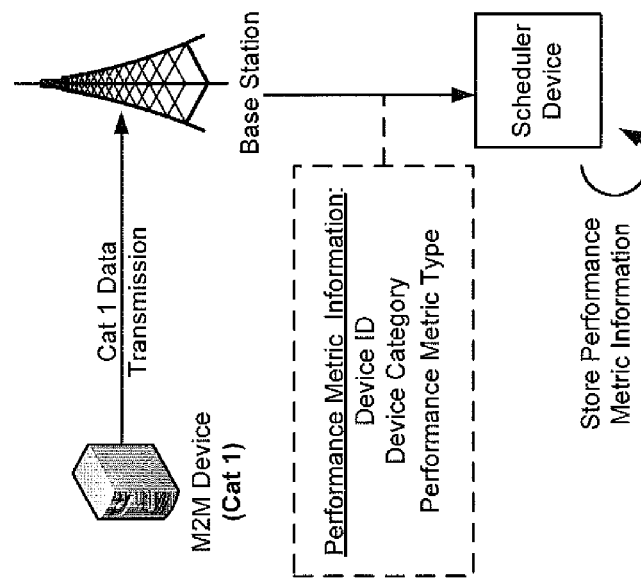 M2M Device
(Cat 1)
Cat 1 Data
Transmission
Base Station
Performance Metric Information:
Device ID
Device Category
Performance Metric Type
Scheduler
Device
Store Performance
Metric Information